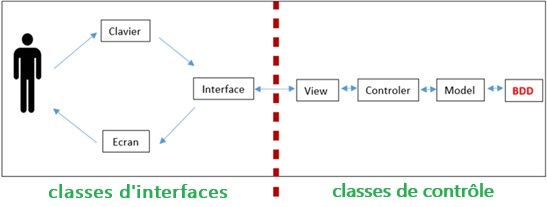 Clavier
Interface
View
Controler
Model
BDD
Ecran
classes d'interfaces
classes de contrôle